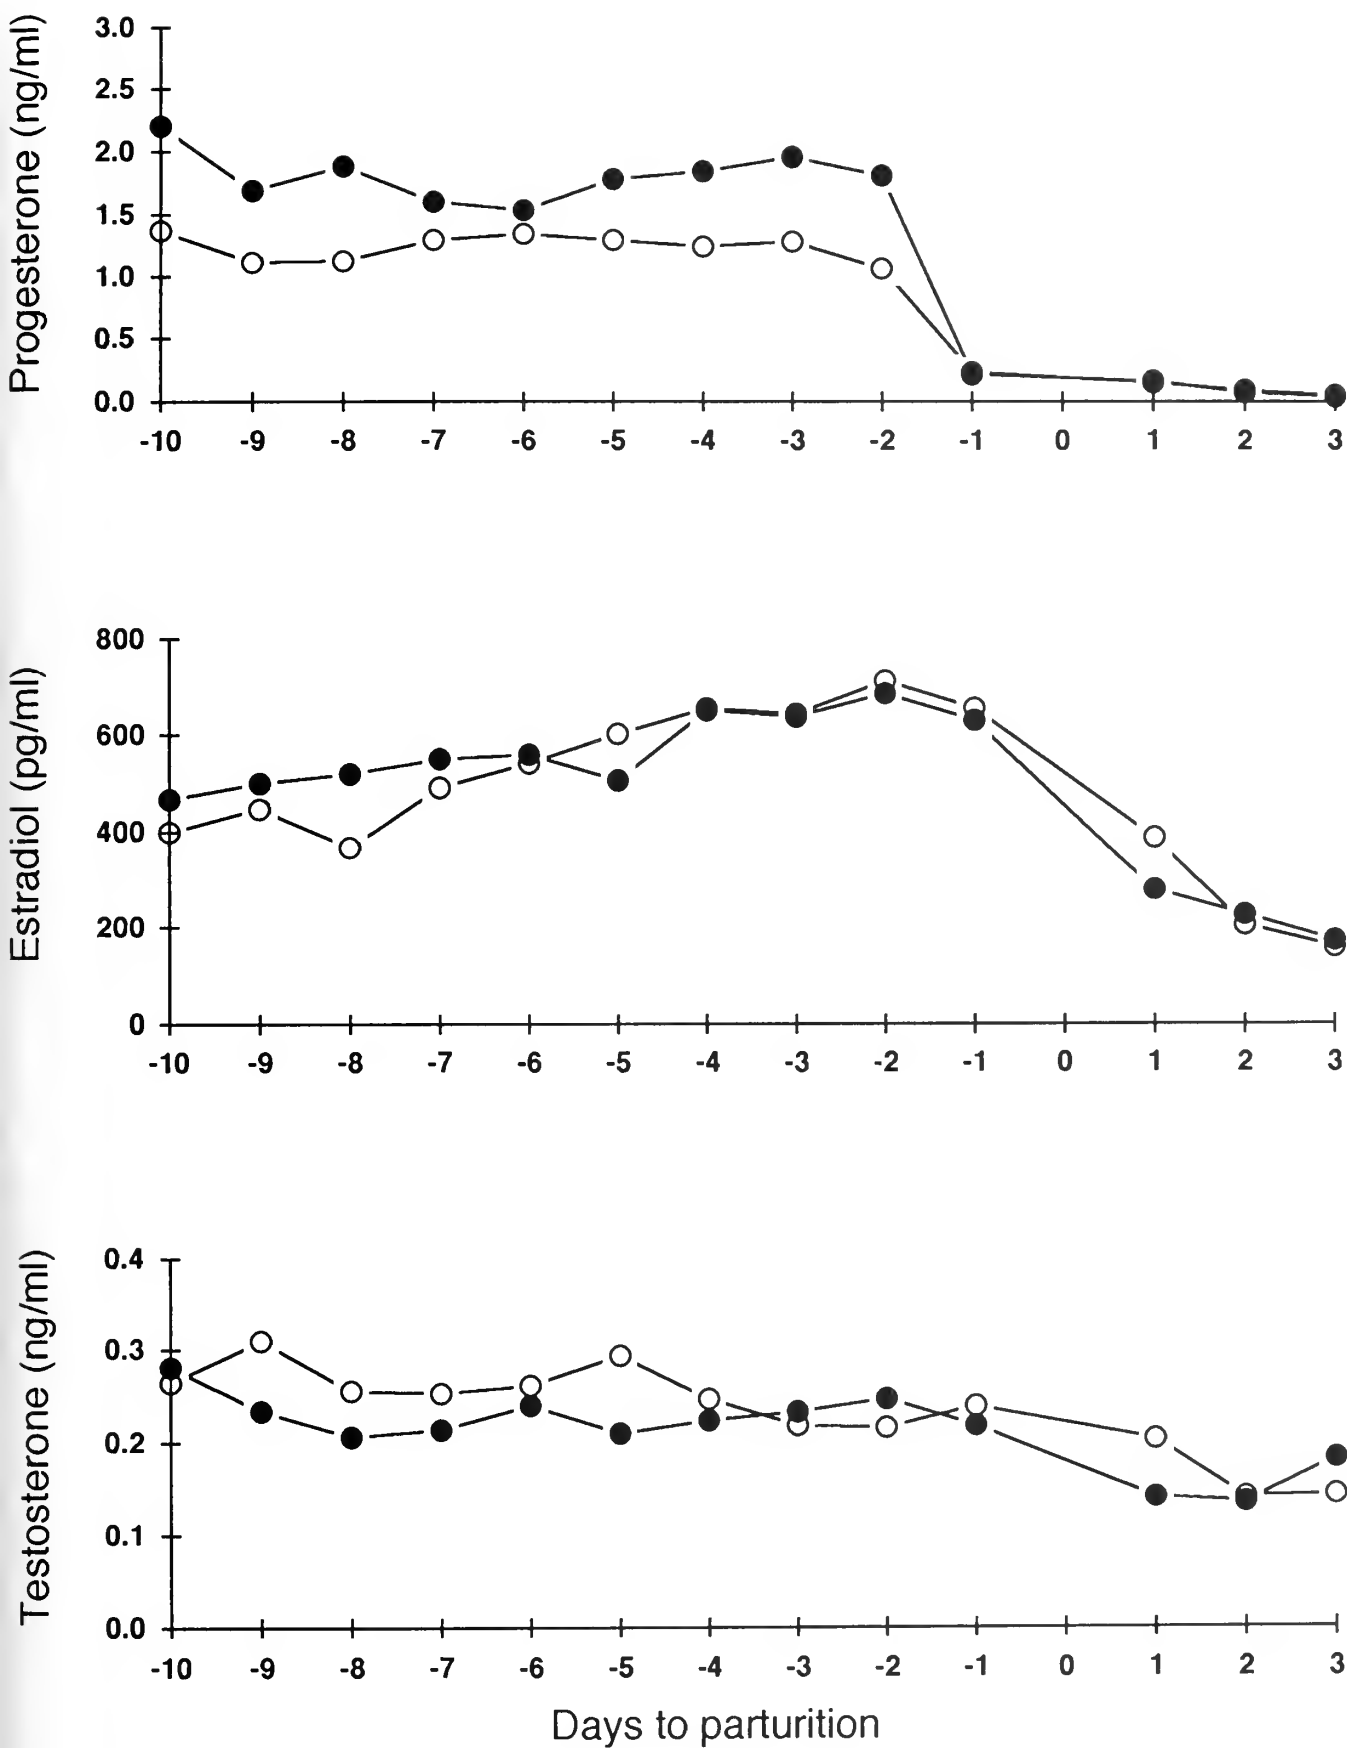 Progesterone (ng/ml)
3.0
2.5
2.0
1.5
1.0
0.5
0.0
-10 -9 -8 -7 -6 -5 -4 -3 -2 -1 0 1 2 3
Estradiol (pg/ml)
800
600
400
200
0
-10 -9 -8 -7 -6 -5 -4 -3 -2 -1 0 1 2 3
Testosterone (ng/ml)
0.4
0.3
0.2
0.1
0.0
-10 -9 -8 -7 -6 -5 -4 -3 -2 -1 0 1 2 3
Days to parturition